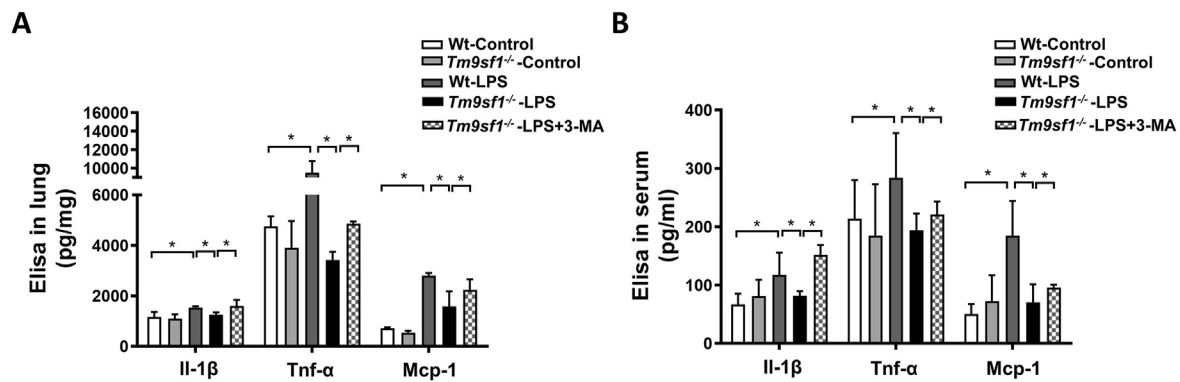 A
Wt-Control
Tm9sf1-/- -Control
Wt-LPS
Tm9sf1-/- -LPS
Tm9sf1-/- -LPS+3-MA
Elisa in lung
(pg/mg)
16000
14000
12000
10000
8000
6000
4000
2000
0
* * *
* * *
* * *
Il-1β Tnf-α Mcp-1
B
Wt-Control
Tm9sf1-/- -Control
Wt-LPS
Tm9sf1-/- -LPS
Tm9sf1-/- -LPS+3-MA
Elisa in serum
(pg/ml)
400
300
200
100
0
* * *
* * *
* * *
Il-1β Tnf-α Mcp-1